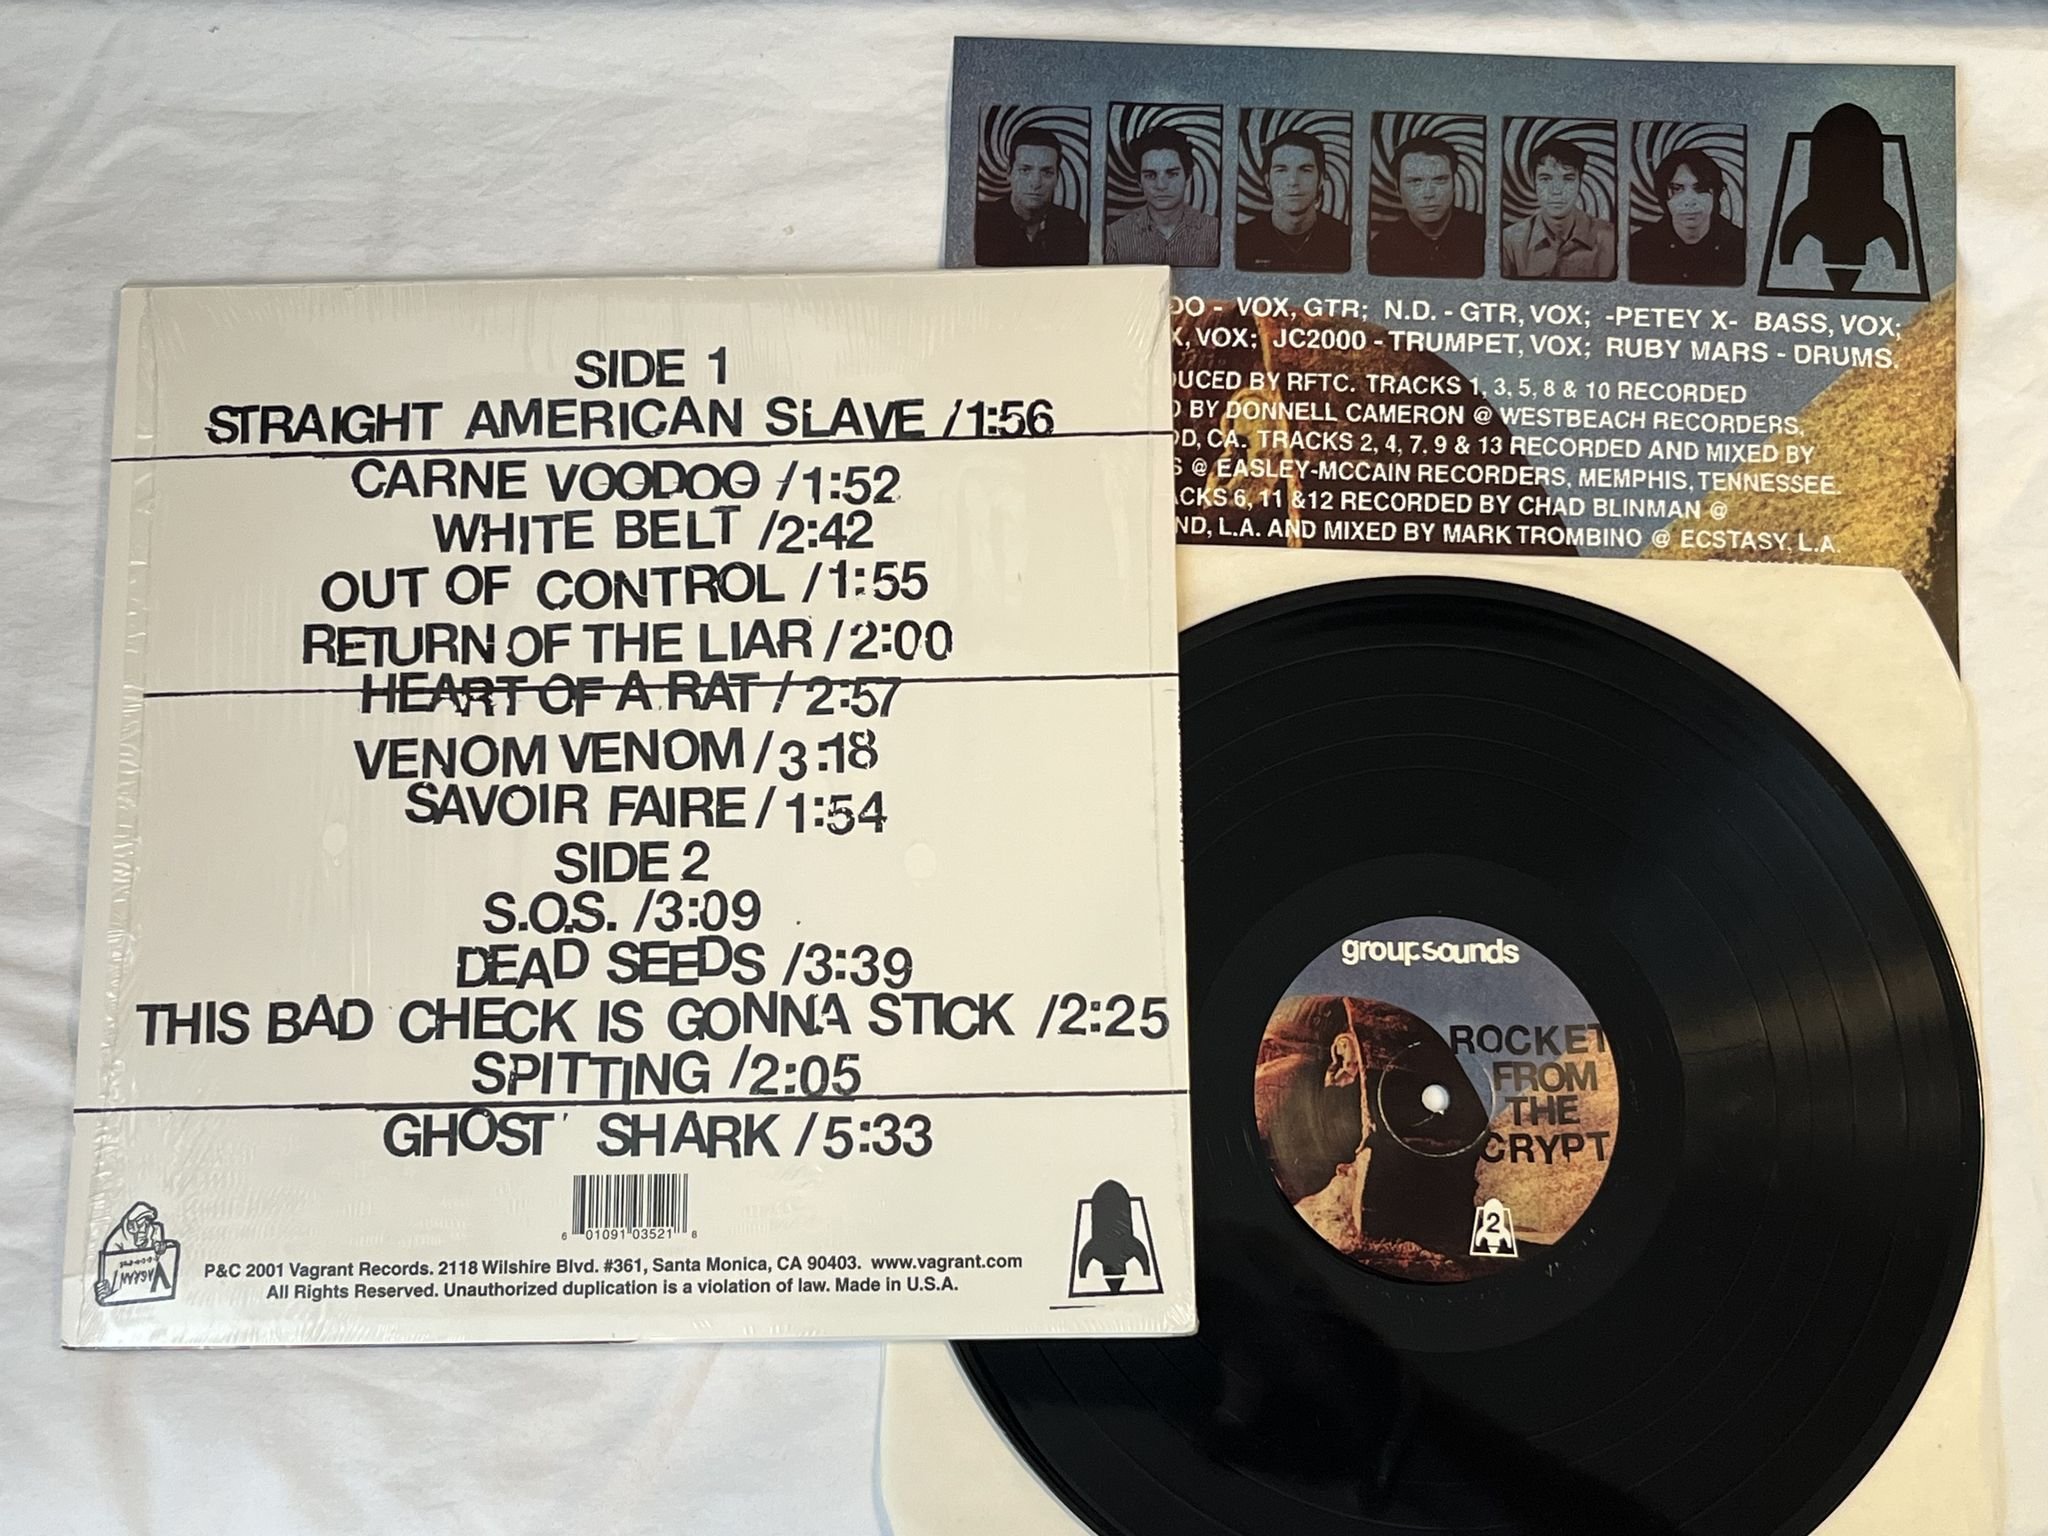 SIDE 1
STRAIGHT AMERICAN SLAVE /1:56
CARNE VOODOO /1:52
WHITE BELT /2:42
OUT OF CONTROL /1:55
RETURN OF THE LIAR /2:00
HEART OF A RAT / 2:57
VENOM VENOM /3:18
SAVOIR FAIRE / 1:54
SIDE 2
S.O.S. /3:09
DEAD SEEDS /3:39
THIS BAD CHECK IS GONNA STICK /2:25
SPITTING /2:05
GHOST SHARK /5:33
6 01091 03521 8
VAGRANT
P&C 2001 Vagrant Records. 2118 Wilshire Blvd. #361, Santa Monica, CA 90403. www.vagrant.com
All Rights Reserved. Unauthorized duplication is a violation of law. Made in U.S.A.
- VOX, GTR; N.D. - GTR, VOX; -PETEY X- BASS, VOX;
VOX; JC2000 - TRUMPET, VOX; RUBY MARS - DRUMS.
BY RFTC. TRACKS 1, 3, 5, 8 & 10 RECORDED
BY DONNELL CAMERON @ WESTBEACH RECORDERS,
CA. TRACKS 2, 4, 7. 9 & 13 RECORDED AND MIXED BY
@ EASLEY-MCCAIN RECORDERS, MEMPHIS, TENNESSEE.
6, 11 &12 RECORDED BY CHAD BLINMAN @
L.A. AND MIXED BY MARK TROMBINO @ ECSTASY, L.A.
group sounds
ROCKET
FROM
THE
CRYPT
2